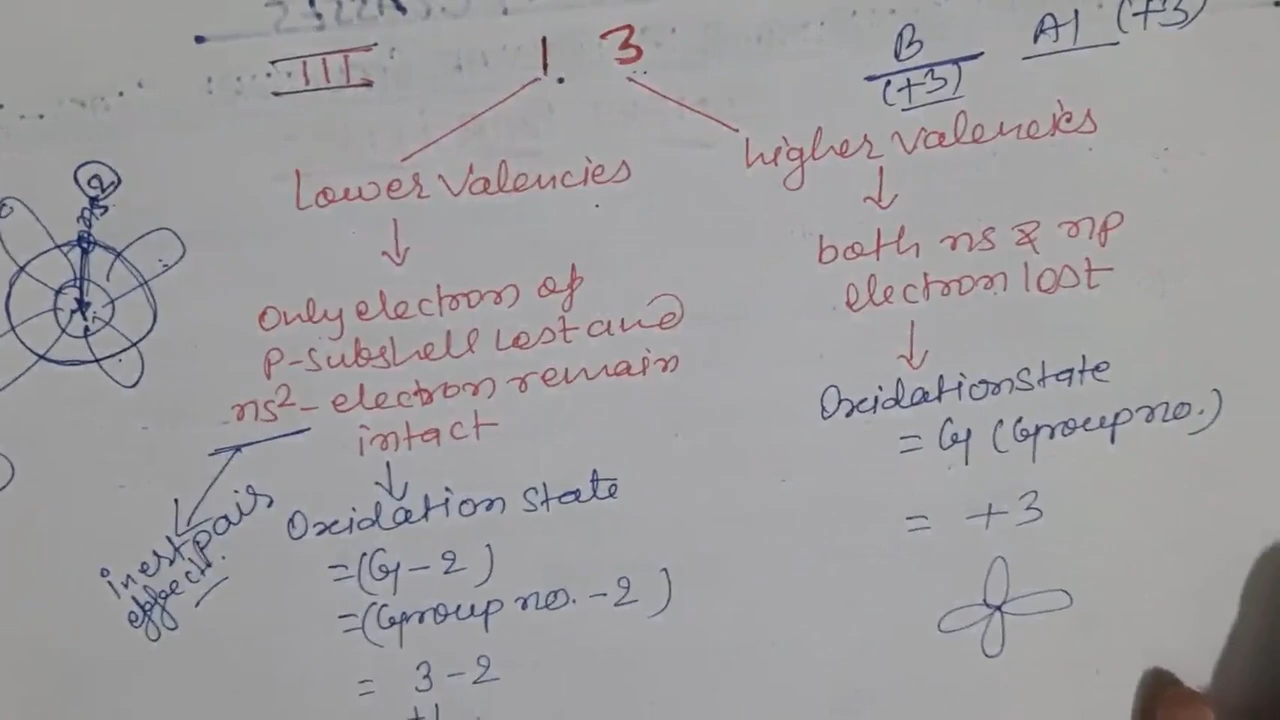 III
1. 3
B
(+3)
Al (+3)
Lower Valencies
↓
Only electron of
P-subshell lost and
ns²- electron remain
intact
↓
Oxidation State
=(G-2)
=(Group no. -2)
= 3-2
+1
inest pair
effect.
higher valencies
↓
both ns & np
electron lost
↓
Oxidation State
= G (Group no.)
= +3